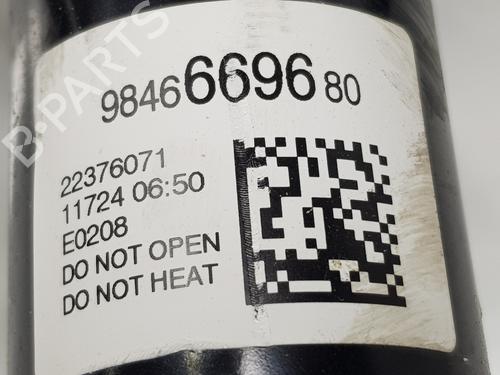 9846669680
22376071
11724 06:50
E0208
DO NOT OPEN
DO NOT HEAT
B-PARTS